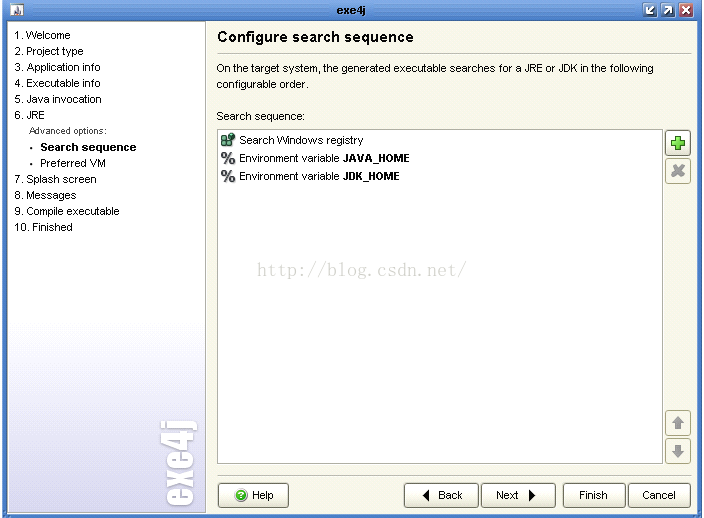 exe4j
1. Welcome
2. Project type
3. Application info
4. Executable info
5. Java invocation
6. JRE
Advanced options:
• Search sequence
• Preferred VM
7. Splash screen
8. Messages
9. Compile executable
10. Finished
exe4j
Configure search sequence
On the target system, the generated executable searches for a JRE or JDK in the following
configurable order.
Search sequence:
Search Windows registry
% Environment variable JAVA_HOME
% Environment variable JDK_HOME
http://blog.csdn.net/
Help
Back
Next
Finish
Cancel